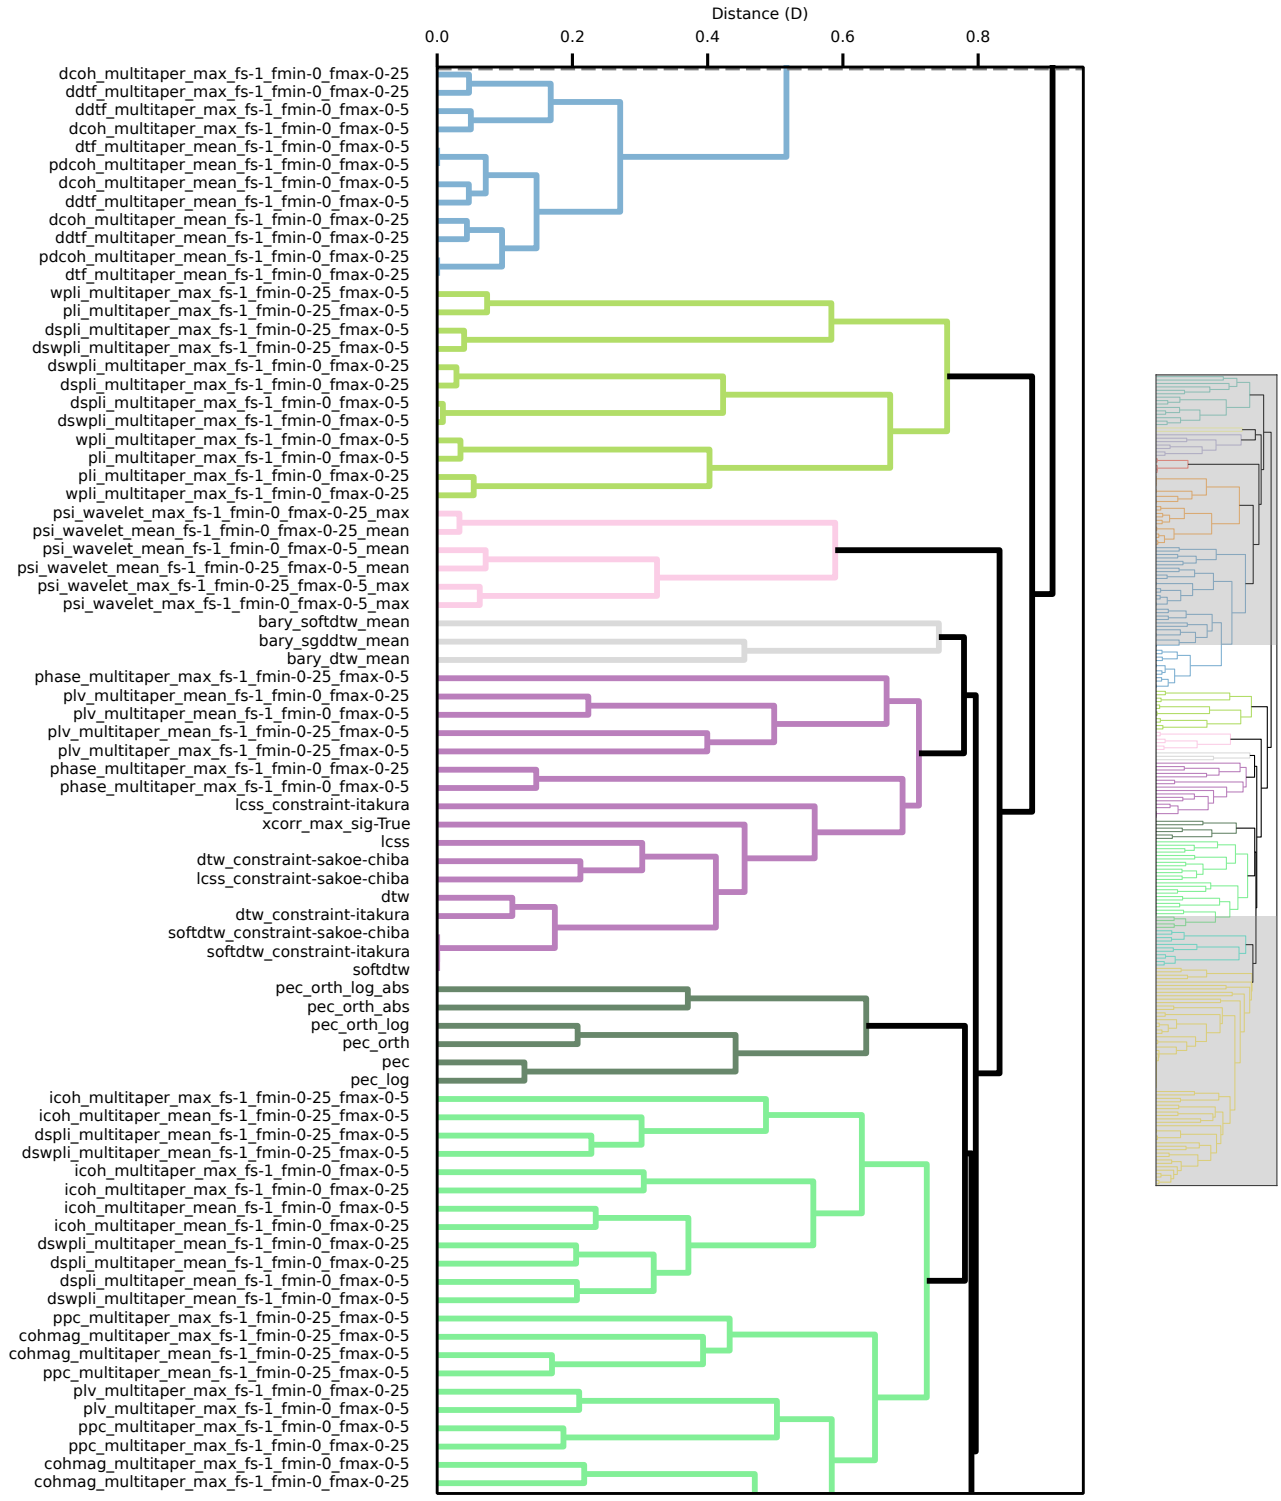 Distance (D)
0.0 0.2 0.4 0.6 0.8
dcoh_multitaper_max_fs-1_fmin-0_fmax-0-25
ddtf_multitaper_max_fs-1_fmin-0_fmax-0-25
ddtf_multitaper_max_fs-1_fmin-0_fmax-0-5
dcoh_multitaper_max_fs-1_fmin-0_fmax-0-5
dtf_multitaper_mean_fs-1_fmin-0_fmax-0-5
pdcoh_multitaper_mean_fs-1_fmin-0_fmax-0-5
dcoh_multitaper_mean_fs-1_fmin-0_fmax-0-5
ddtf_multitaper_mean_fs-1_fmin-0_fmax-0-5
dcoh_multitaper_mean_fs-1_fmin-0_fmax-0-25
ddtf_multitaper_mean_fs-1_fmin-0_fmax-0-25
pdcoh_multitaper_mean_fs-1_fmin-0_fmax-0-25
dtf_multitaper_mean_fs-1_fmin-0_fmax-0-25
wpli_multitaper_max_fs-1_fmin-0-25_fmax-0-5
pli_multitaper_max_fs-1_fmin-0-25_fmax-0-5
dspli_multitaper_max_fs-1_fmin-0-25_fmax-0-5
dswpli_multitaper_max_fs-1_fmin-0-25_fmax-0-5
dswpli_multitaper_max_fs-1_fmin-0_fmax-0-25
dspli_multitaper_max_fs-1_fmin-0_fmax-0-25
dspli_multitaper_max_fs-1_fmin-0_fmax-0-5
dswpli_multitaper_max_fs-1_fmin-0_fmax-0-5
wpli_multitaper_max_fs-1_fmin-0_fmax-0-5
pli_multitaper_max_fs-1_fmin-0_fmax-0-5
pli_multitaper_max_fs-1_fmin-0_fmax-0-25
wpli_multitaper_max_fs-1_fmin-0_fmax-0-25
psi_wavelet_max_fs-1_fmin-0_fmax-0-25_max
psi_wavelet_mean_fs-1_fmin-0_fmax-0-25_mean
psi_wavelet_mean_fs-1_fmin-0_fmax-0-5_mean
psi_wavelet_mean_fs-1_fmin-0-25_fmax-0-5_mean
psi_wavelet_max_fs-1_fmin-0-25_fmax-0-5_max
psi_wavelet_max_fs-1_fmin-0_fmax-0-5_max
bary_softdtw_mean
bary_sgddtw_mean
bary_dtw_mean
phase_multitaper_max_fs-1_fmin-0-25_fmax-0-5
plv_multitaper_mean_fs-1_fmin-0_fmax-0-25
plv_multitaper_mean_fs-1_fmin-0_fmax-0-5
plv_multitaper_mean_fs-1_fmin-0-25_fmax-0-5
plv_multitaper_max_fs-1_fmin-0-25_fmax-0-5
phase_multitaper_max_fs-1_fmin-0_fmax-0-25
phase_multitaper_max_fs-1_fmin-0_fmax-0-5
lcss_constraint-itakura
xcorr_max_sig-True
lcss
dtw_constraint-sakoe-chiba
lcss_constraint-sakoe-chiba
dtw
dtw_constraint-itakura
softdtw_constraint-sakoe-chiba
softdtw_constraint-itakura
softdtw
pec_orth_log_abs
pec_orth_abs
pec_orth_log
pec_orth
pec
pec_log
icoh_multitaper_max_fs-1_fmin-0-25_fmax-0-5
icoh_multitaper_mean_fs-1_fmin-0-25_fmax-0-5
dspli_multitaper_mean_fs-1_fmin-0-25_fmax-0-5
dswpli_multitaper_mean_fs-1_fmin-0-25_fmax-0-5
icoh_multitaper_max_fs-1_fmin-0_fmax-0-5
icoh_multitaper_max_fs-1_fmin-0_fmax-0-25
icoh_multitaper_mean_fs-1_fmin-0_fmax-0-5
icoh_multitaper_mean_fs-1_fmin-0_fmax-0-25
dswpli_multitaper_mean_fs-1_fmin-0_fmax-0-25
dspli_multitaper_mean_fs-1_fmin-0_fmax-0-25
dspli_multitaper_mean_fs-1_fmin-0_fmax-0-5
dswpli_multitaper_mean_fs-1_fmin-0_fmax-0-5
ppc_multitaper_max_fs-1_fmin-0-25_fmax-0-5
cohmag_multitaper_max_fs-1_fmin-0-25_fmax-0-5
cohmag_multitaper_mean_fs-1_fmin-0-25_fmax-0-5
ppc_multitaper_mean_fs-1_fmin-0-25_fmax-0-5
plv_multitaper_max_fs-1_fmin-0_fmax-0-25
plv_multitaper_max_fs-1_fmin-0_fmax-0-5
ppc_multitaper_max_fs-1_fmin-0_fmax-0-5
ppc_multitaper_max_fs-1_fmin-0_fmax-0-25
cohmag_multitaper_max_fs-1_fmin-0_fmax-0-5
cohmag_multitaper_max_fs-1_fmin-0_fmax-0-25